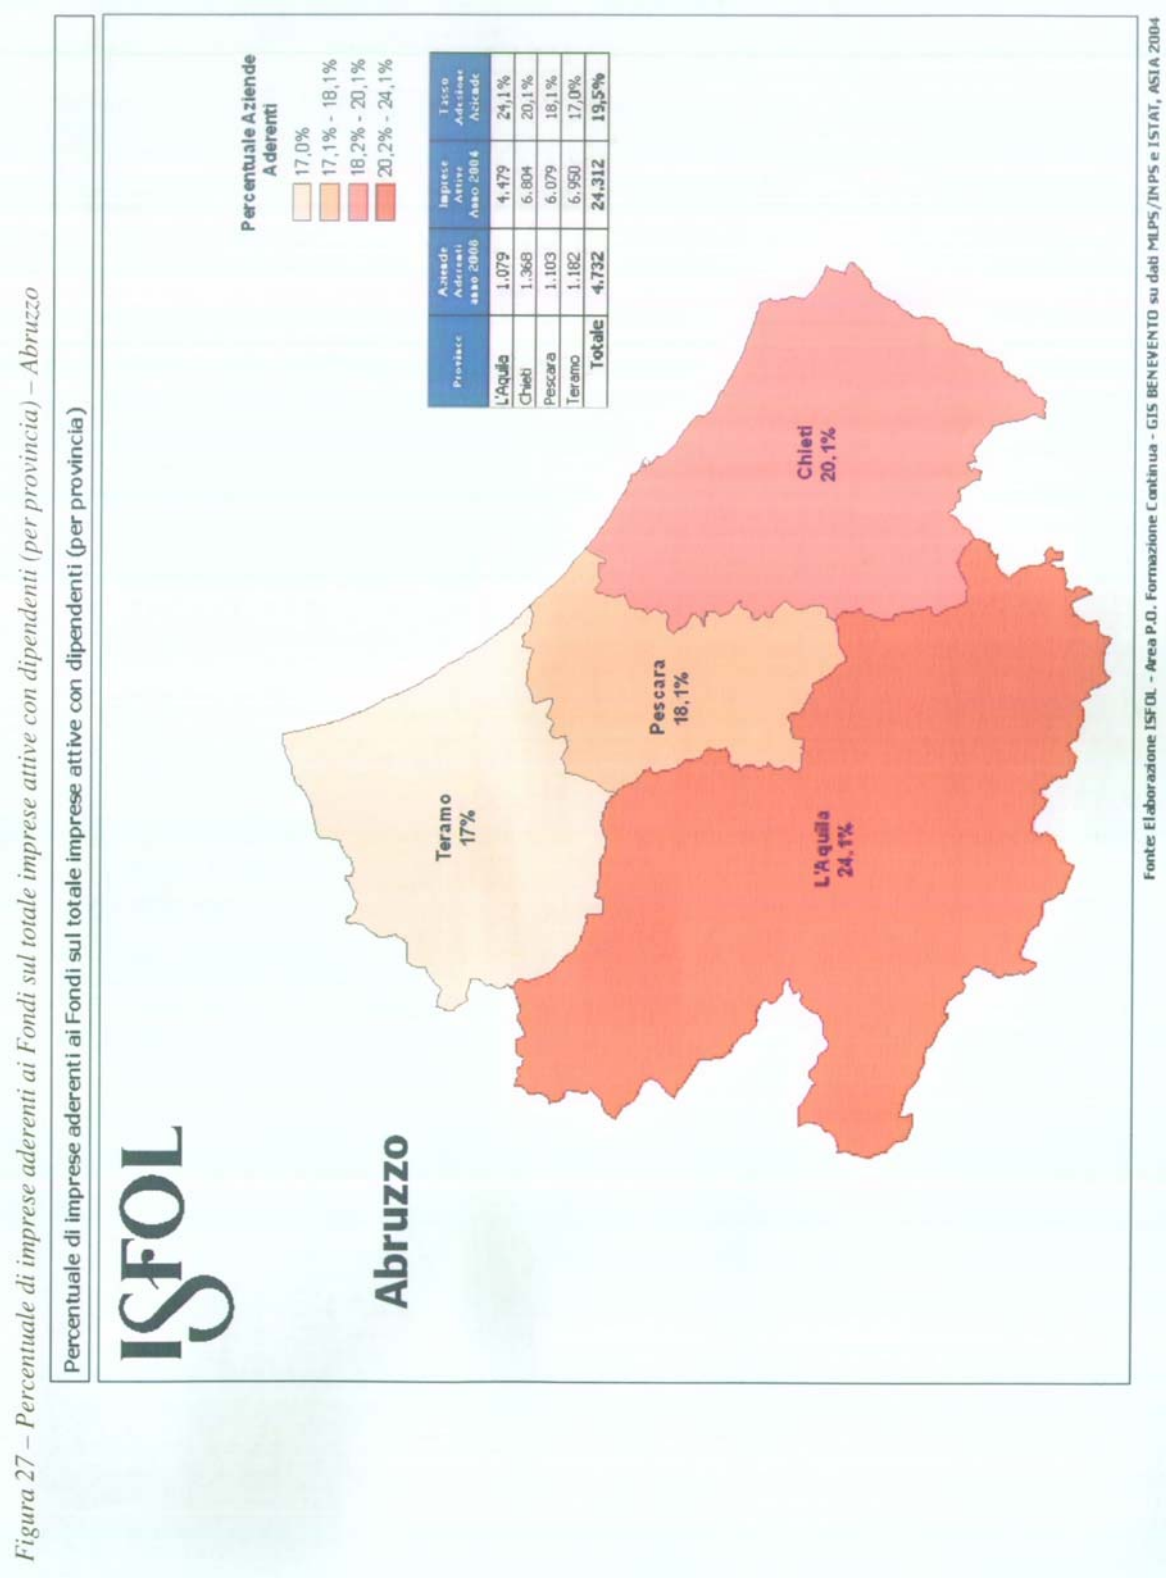 Figura 27 – Percentuale di imprese aderenti ai Fondi sul totale imprese attive con dipendenti (per provincia) – Abruzzo
Percentuale di imprese aderenti ai Fondi sul totale imprese attive con dipendenti (per provincia)
ISFOL
Abruzzo
Percentuale Aziende
Aderenti
17,0%
17,1% - 18,1%
18,2% - 20,1%
20,2% - 24,1%
Province Aziende Aderenti anno 2008 Imprese Attive Anno 2004 Tasso Adesione Aziende
L'Aquila 1.079 4.479 24,1%
Chieti 1.368 6.804 20,1%
Pescara 1.103 6.079 18,1%
Teramo 1.182 6.950 17,0%
Totale 4.732 24.312 19,5%
Teramo
17%
Pescara
18,1%
Chieti
20.1%
L'Aquila
24.1%
Fonte: Elaborazione ISFOL - Area P.O. Formazione Continua - GIS BENEVENTO su dati MLPS/INPS e ISTAT, ASIA 2004